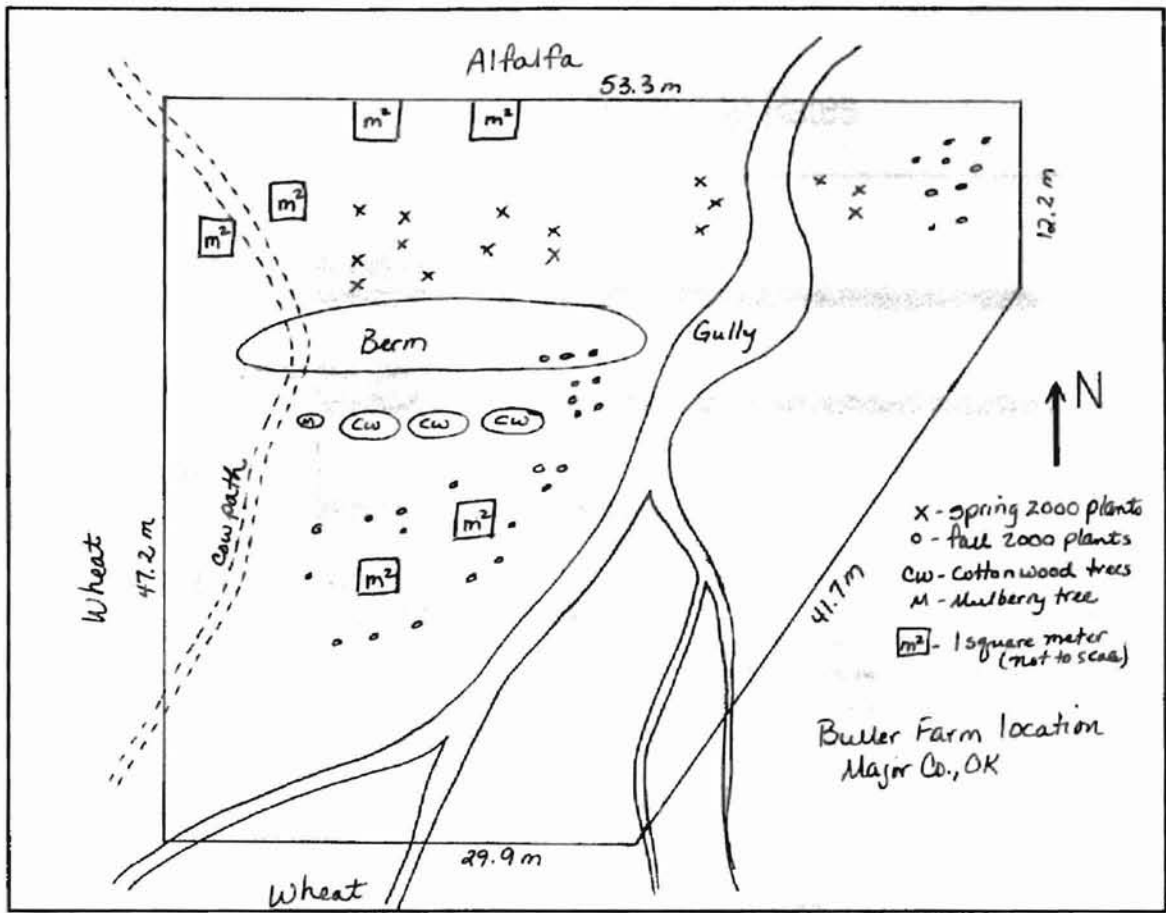 Alfalfa
53.3 m
m²
m²
m²
m²
12.2 m
x x x x x x x x x x x
x x x
x x x
Berm
Gully
N
M
CW
CW
CW
Cow path
m²
m²
Wheat
47.2 m
41.7 m
x - spring 2000 plants
o - fall 2000 plants
CW - Cottonwood trees
M - Mulberry tree
m² - 1 square meter
(not to scale)
Buller Farm location
Major Co., OK
29.9 m
Wheat